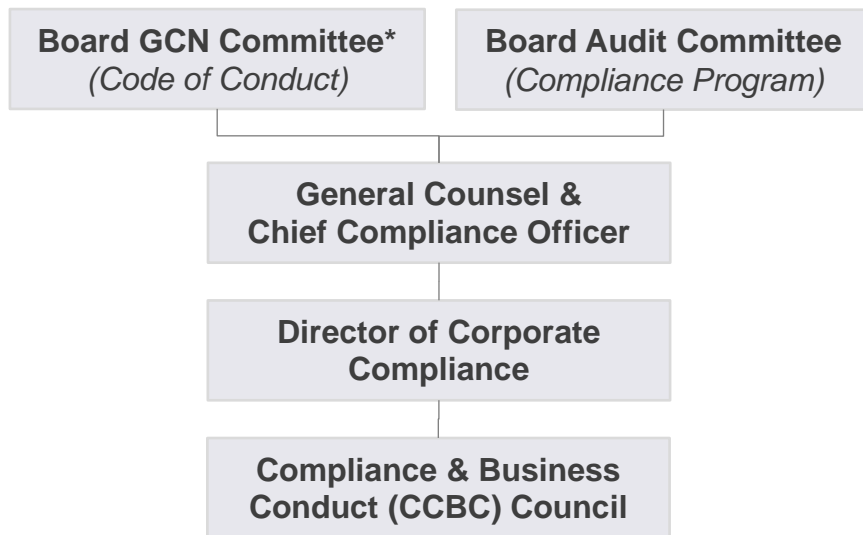 Board GCN Committee*
(Code of Conduct)
Board Audit Committee
(Compliance Program)
General Counsel &
Chief Compliance Officer
Director of Corporate
Compliance
Compliance & Business
Conduct (CCBC) Council